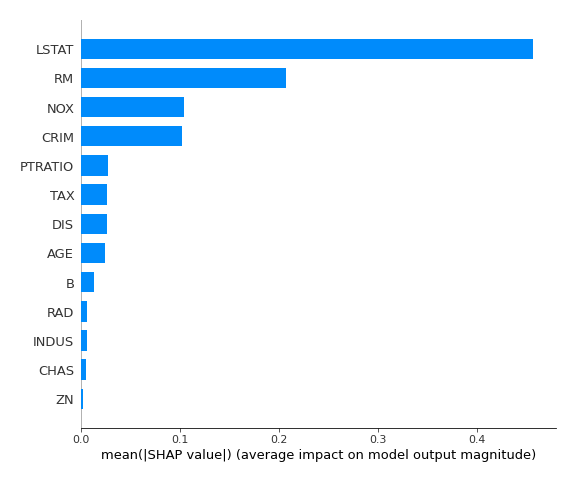 LSTAT
RM
NOX
CRIM
PTRATIO
TAX
DIS
AGE
B
RAD
INDUS
CHAS
ZN
0.0 0.1 0.2 0.3 0.4
mean(|SHAP value|) (average impact on model output magnitude)